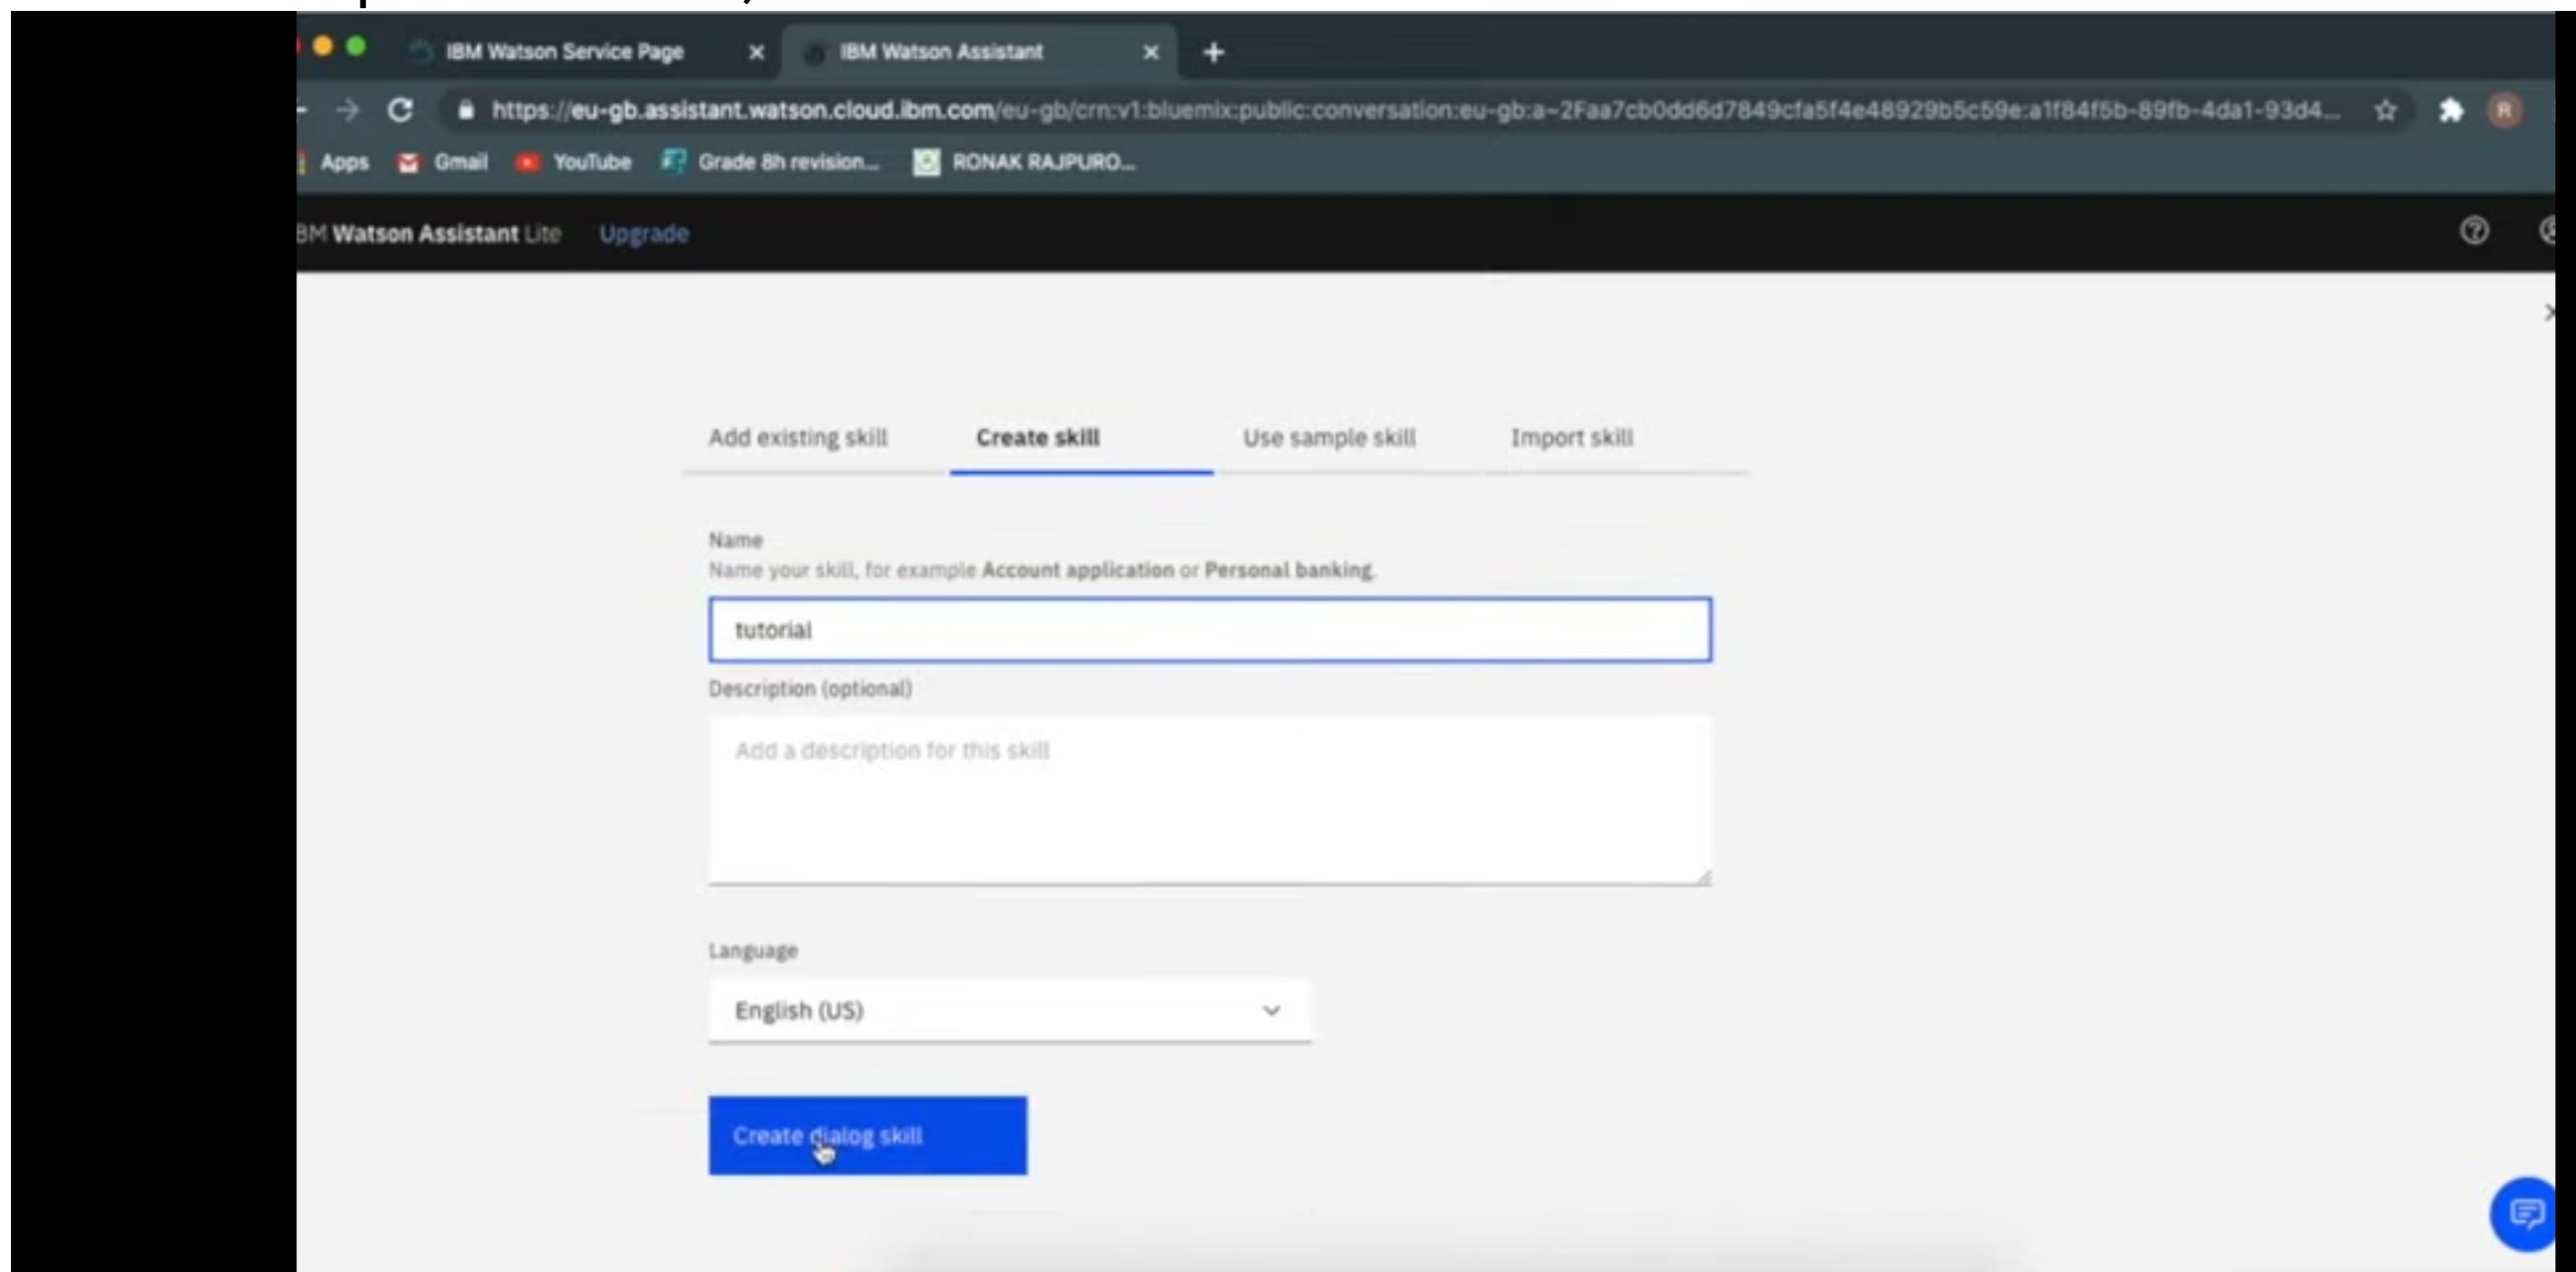 IBM Watson Service Page
IBM Watson Assistant
https://eu-gb.assistant.watson.cloud.ibm.com/eu-gb/crn:v1:bluemix:public:conversation:eu-gb:a~2Faa7cb0dd6d7849cfa5f4e48929b5c59e:a1f84f5b-89fb-4da1-93d4...
R
Apps Gmail YouTube Grade 8h revision... RONAK RAJPURO...
BM Watson Assistant Lite Upgrade
Add existing skill Create skill Use sample skill Import skill
Name
Name your skill, for example Account application or Personal banking.
tutorial
Description (optional)
Add a description for this skill
Language
English (US)
Create dialog skill